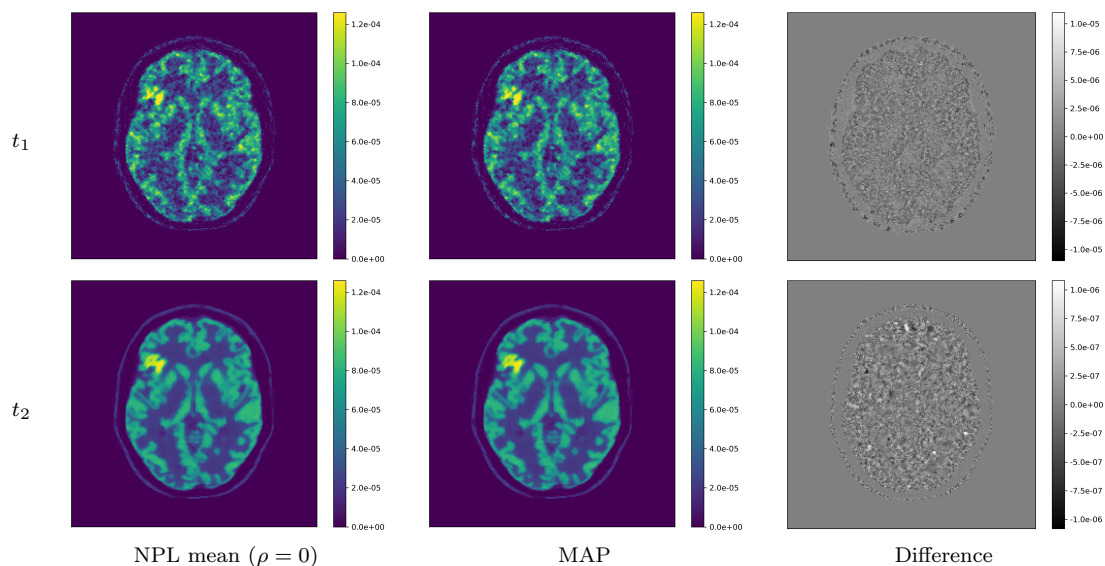 1.2e-04
1.0e-04
8.0e-05
6.0e-05
4.0e-05
2.0e-05
0.0e+00
1.2e-04
1.0e-04
8.0e-05
6.0e-05
4.0e-05
2.0e-05
0.0e+00
1.0e-05
7.5e-06
5.0e-06
2.5e-06
0.0e+00
-2.5e-06
-5.0e-06
-7.5e-06
-1.0e-05
t₁
1.2e-04
1.0e-04
8.0e-05
6.0e-05
4.0e-05
2.0e-05
0.0e+00
1.2e-04
1.0e-04
8.0e-05
6.0e-05
4.0e-05
2.0e-05
0.0e+00
1.0e-06
7.5e-07
5.0e-07
2.5e-07
0.0e+00
-2.5e-07
-5.0e-07
-7.5e-07
-1.0e-06
t₂
NPL mean (ρ = 0)
MAP
Difference